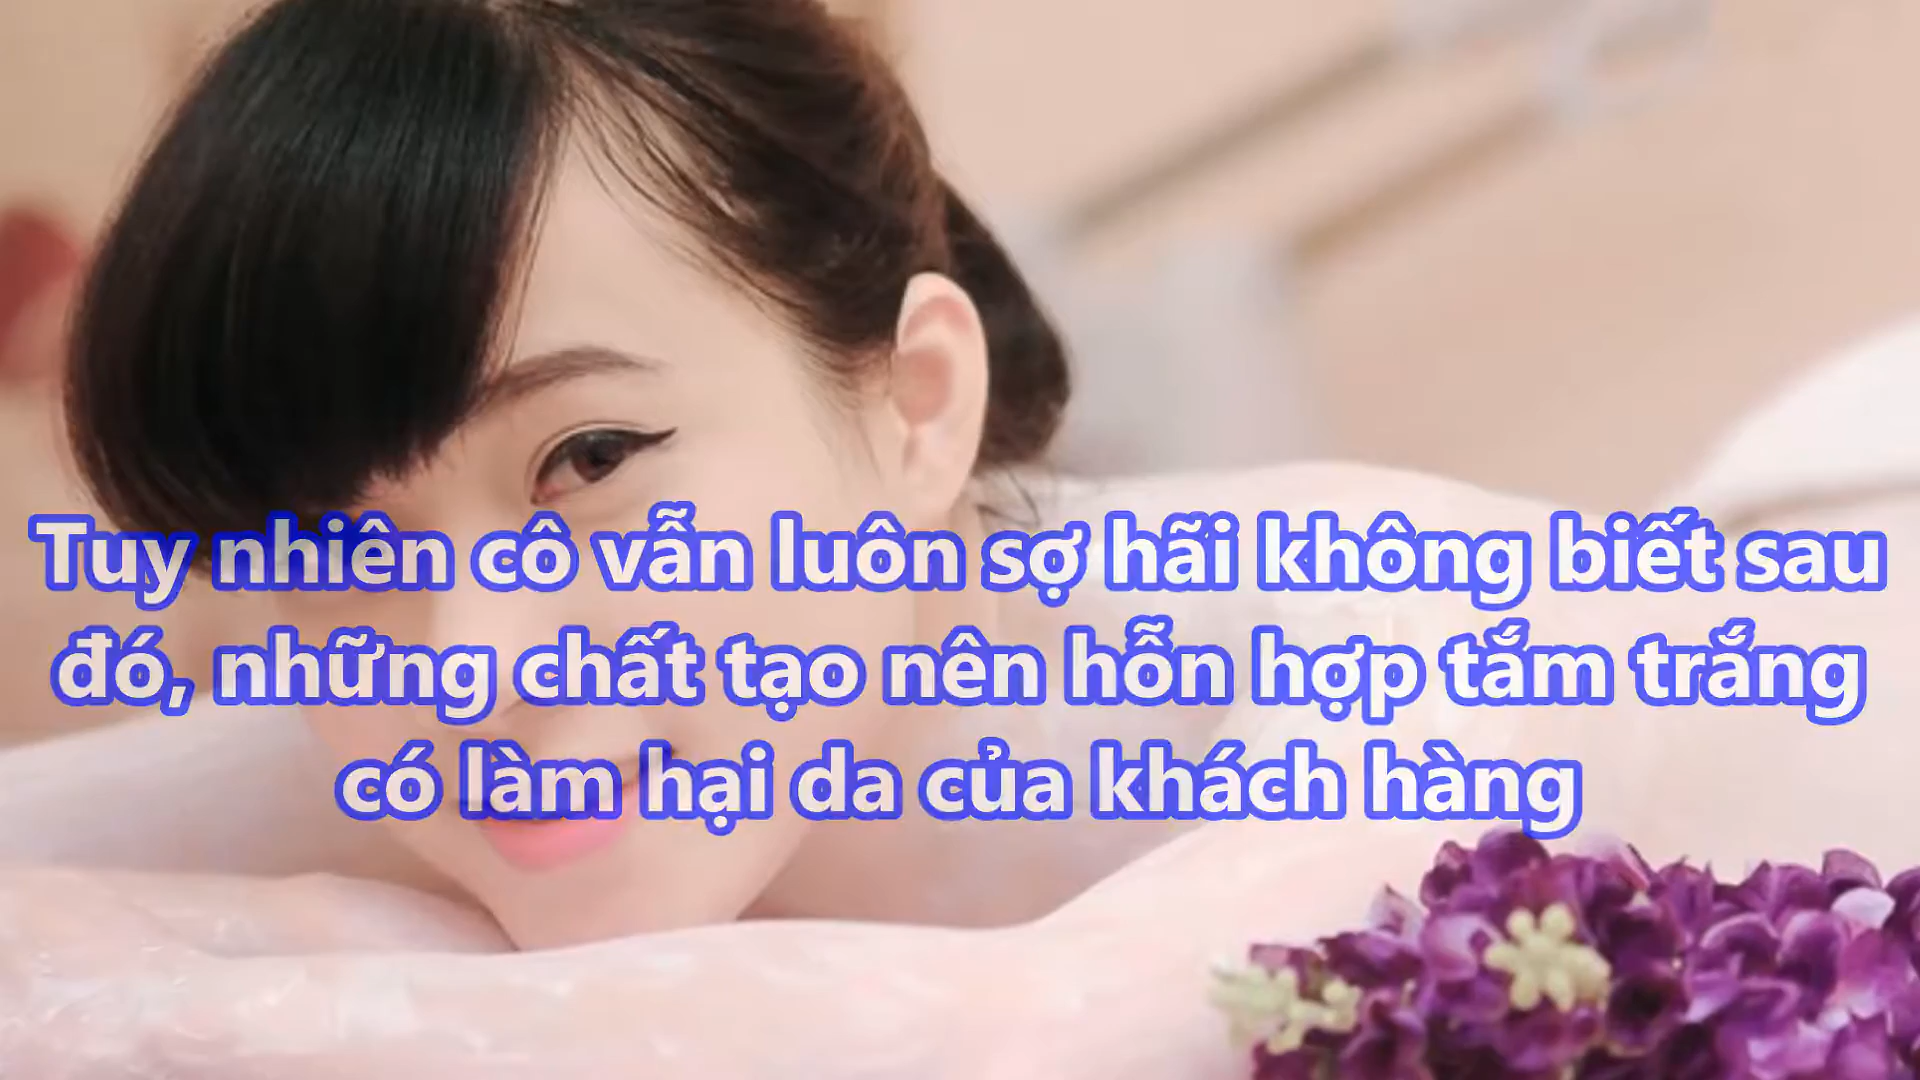 Tuy nhiên cô vẫn luôn sợ hãi không biết sau
đó, những chất tạo nên hỗn hợp tắm trắng
có làm hại da của khách hàng